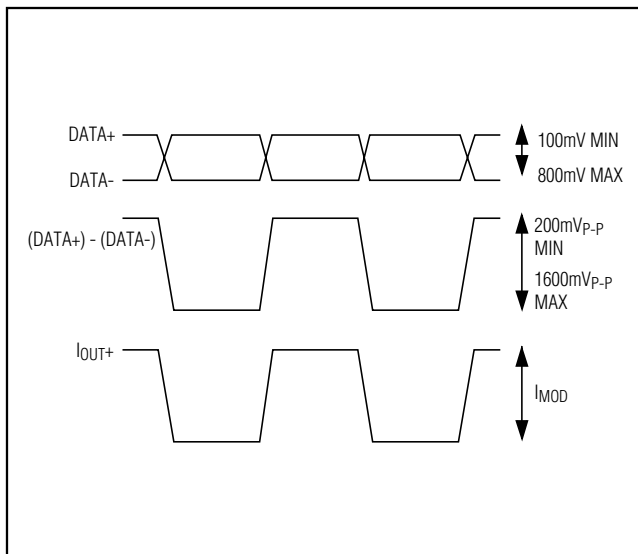 DATA+
100mV MIN
DATA-
800mV MAX
(DATA+) - (DATA-)
200mVP-P
MIN
1600mVP-P
MAX
IOUT+
IMOD